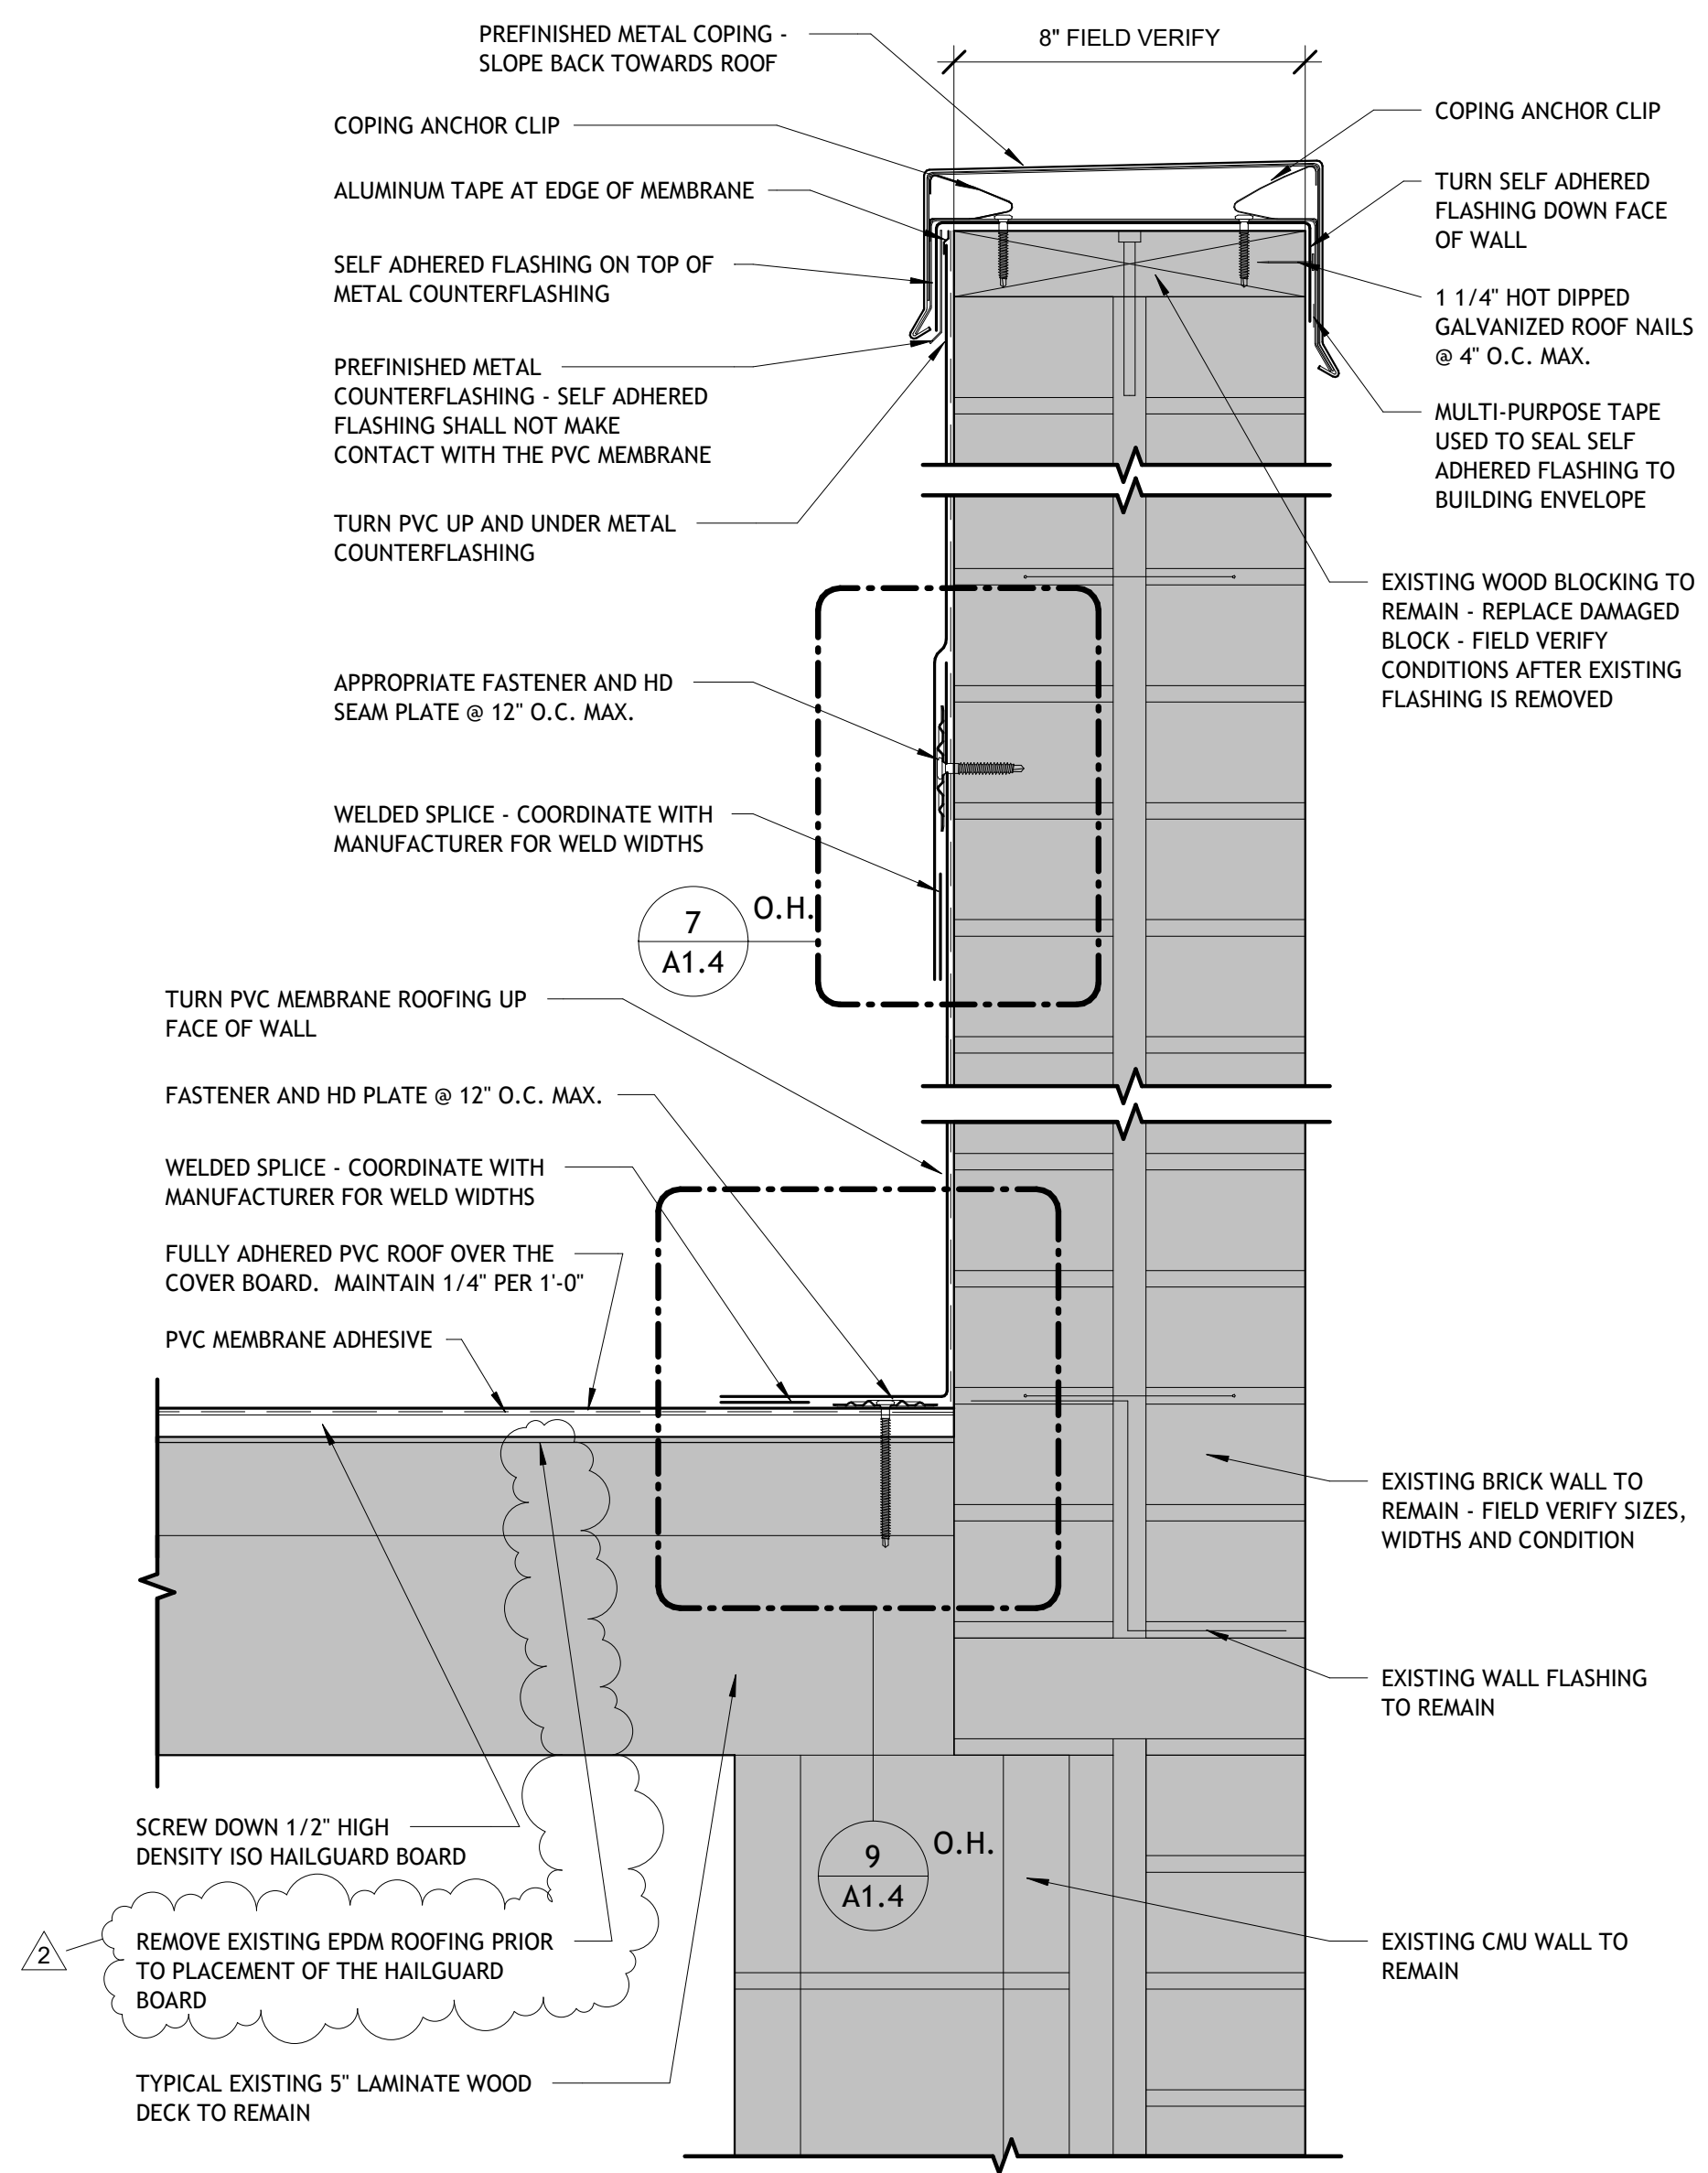 PREFINISHED METAL COPING -
SLOPE BACK TOWARDS ROOF
8" FIELD VERIFY
COPING ANCHOR CLIP
ALUMINUM TAPE AT EDGE OF MEMBRANE
SELF ADHERED FLASHING ON TOP OF
METAL COUNTERFLASHING
PREFINISHED METAL
COUNTERFLASHING - SELF ADHERED
FLASHING SHALL NOT MAKE
CONTACT WITH THE PVC MEMBRANE
TURN PVC UP AND UNDER METAL
COUNTERFLASHING
APPROPRIATE FASTENER AND HD
SEAM PLATE @ 12" O.C. MAX.
WELDED SPLICE - COORDINATE WITH
MANUFACTURER FOR WELD WIDTHS
7
A1.4
O.H.
TURN PVC MEMBRANE ROOFING UP
FACE OF WALL
FASTENER AND HD PLATE @ 12" O.C. MAX.
WELDED SPLICE - COORDINATE WITH
MANUFACTURER FOR WELD WIDTHS
FULLY ADHERED PVC ROOF OVER THE
COVER BOARD. MAINTAIN 1/4" PER 1'-0"
PVC MEMBRANE ADHESIVE
SCREW DOWN 1/2" HIGH
DENSITY ISO HAILGUARD BOARD
2
REMOVE EXISTING EPDM ROOFING PRIOR
TO PLACEMENT OF THE HAILGUARD
BOARD
TYPICAL EXISTING 5" LAMINATE WOOD
DECK TO REMAIN
9
A1.4
O.H.
COPING ANCHOR CLIP
TURN SELF ADHERED
FLASHING DOWN FACE
OF WALL
1 1/4" HOT DIPPED
GALVANIZED ROOF NAILS
@ 4" O.C. MAX.
MULTI-PURPOSE TAPE
USED TO SEAL SELF
ADHERED FLASHING TO
BUILDING ENVELOPE
EXISTING WOOD BLOCKING TO
REMAIN - REPLACE DAMAGED
BLOCK - FIELD VERIFY
CONDITIONS AFTER EXISTING
FLASHING IS REMOVED
EXISTING BRICK WALL TO
REMAIN - FIELD VERIFY SIZES,
WIDTHS AND CONDITION
EXISTING WALL FLASHING
TO REMAIN
EXISTING CMU WALL TO
REMAIN